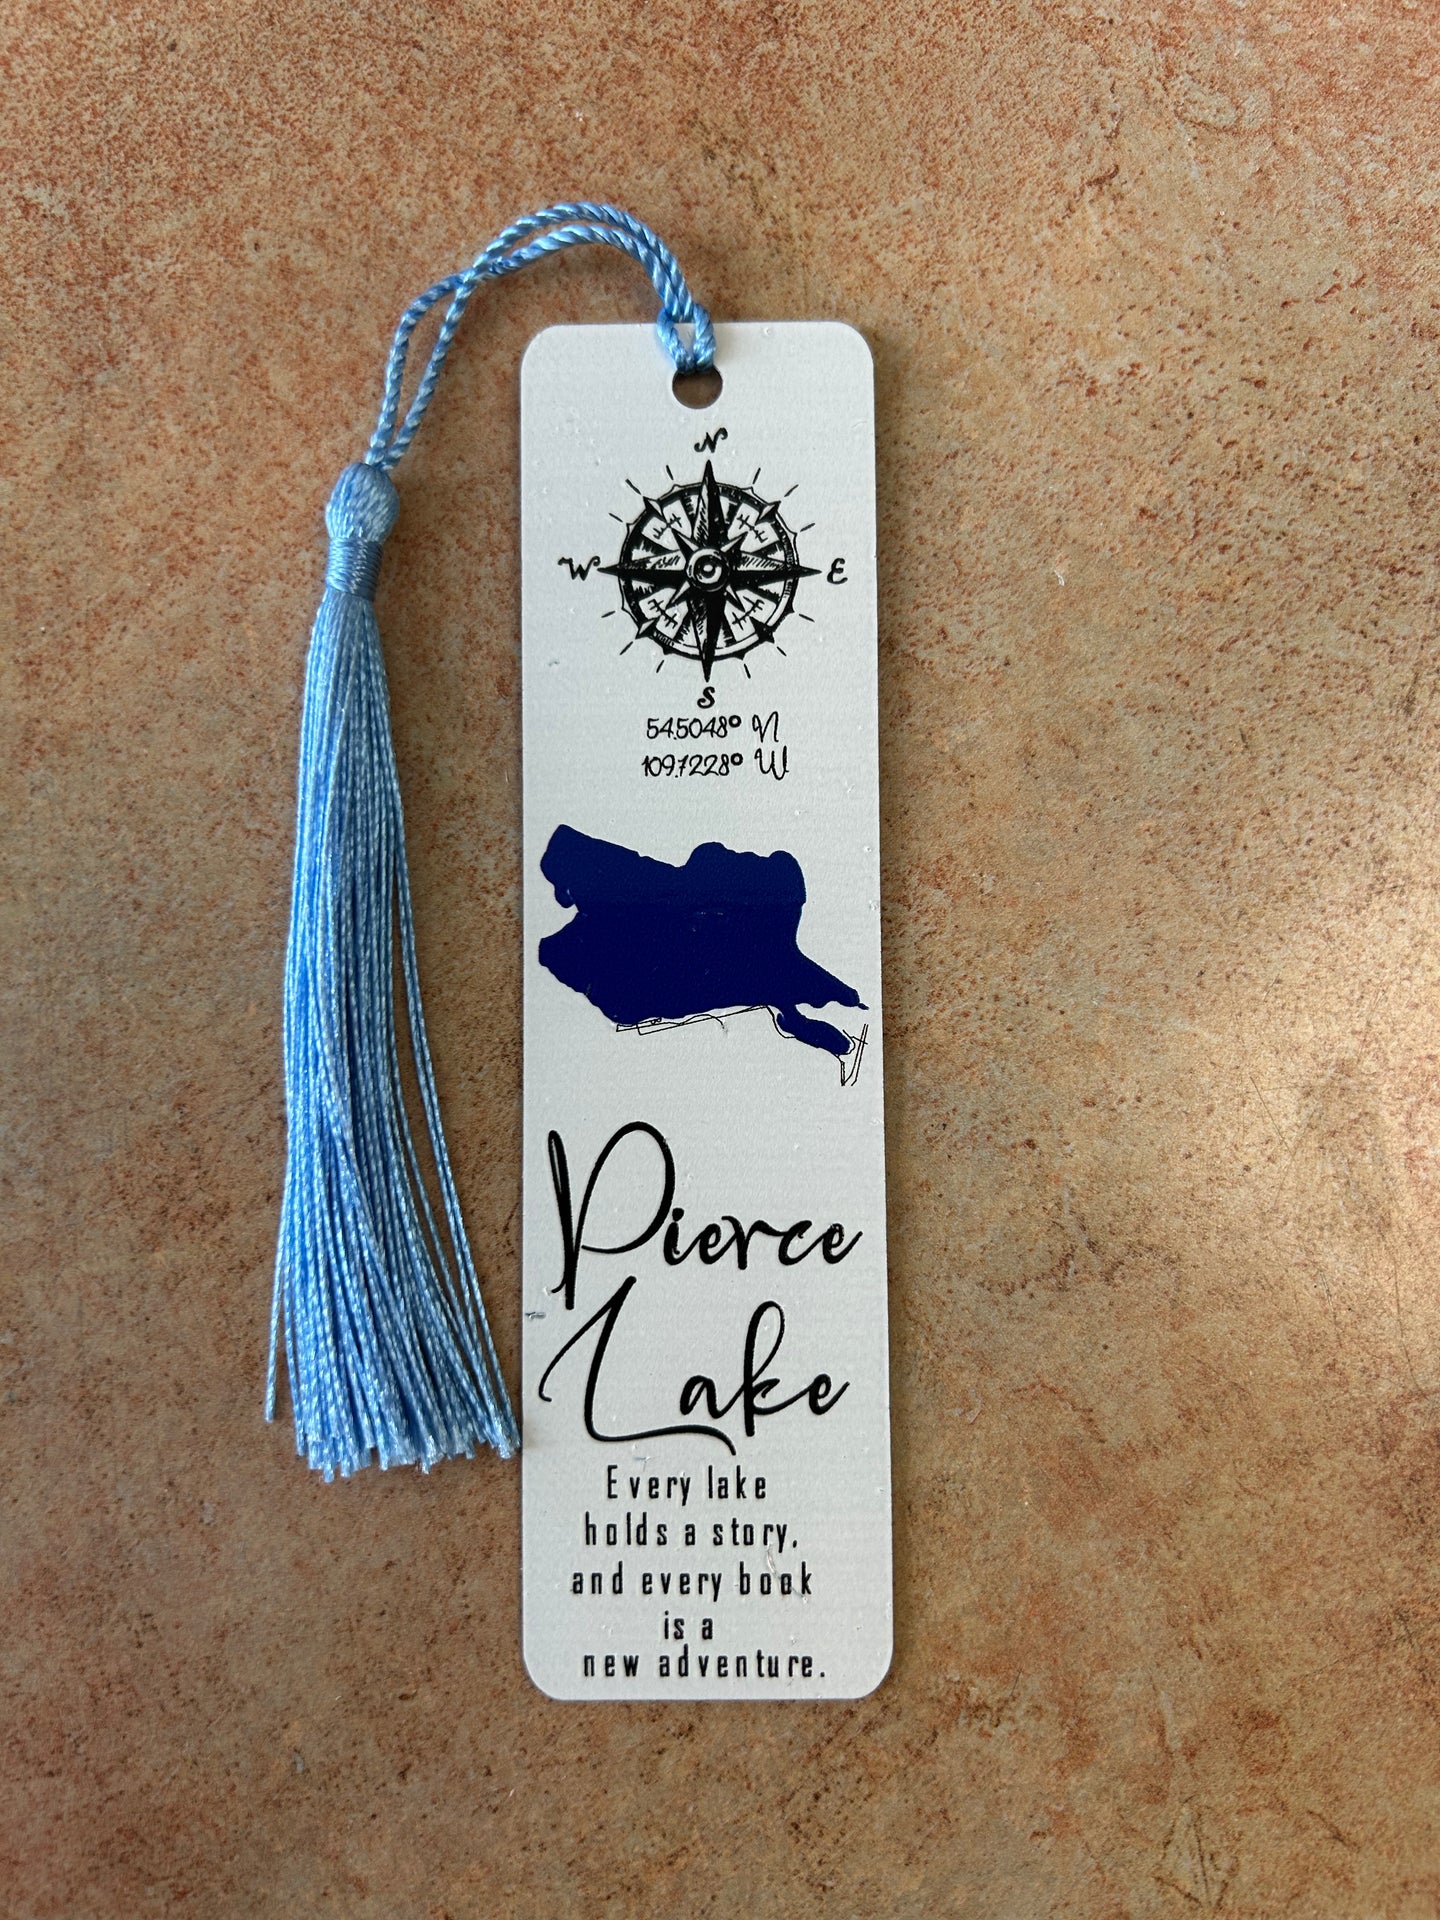 N
W E
S
54.5048° N
109.7228° W
Pierce
Lake
Every lake
holds a story,
and every book
is a
new adventure.